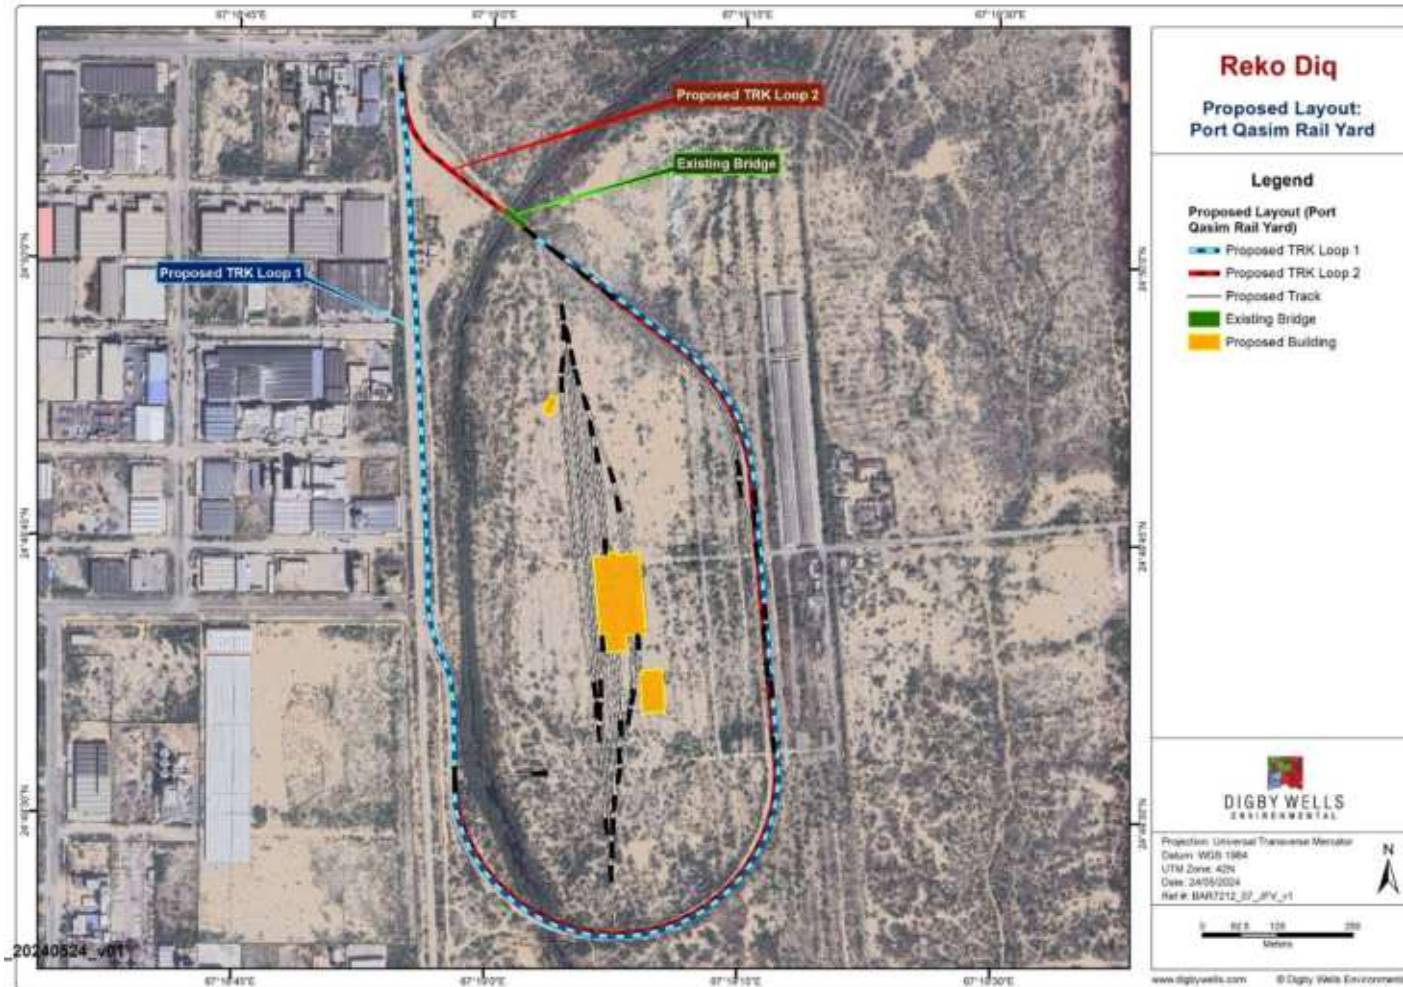 Reko Diq
Proposed Layout:
Port Qasim Rail Yard
Legend
Proposed Layout (Port
Qasim Rail Yard)
Proposed TRK Loop 1
Proposed TRK Loop 2
Proposed Track
Existing Bridge
Proposed Building
Proposed TRK Loop 2
Existing Bridge
Proposed TRK Loop 1
DIGBY WELLS
ENVIRONMENTAL
Projection: Universal Transverse Mercator
Datum: WGS 1984
UTM Zone: 42N
Date: 24/05/2024
N
Meters
20240524_v01
www.digbywells.com
© Digby Wells Environmental